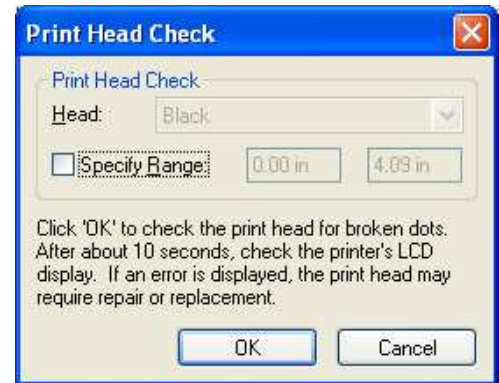 Print Head Check
Print Head Check
Head: Black
Specify Range: 0.00 in 4.09 in
Click 'OK' to check the print head for broken dots.
After about 10 seconds, check the printer's LCD
display. If an error is displayed, the print head may
require repair or replacement.
OK Cancel